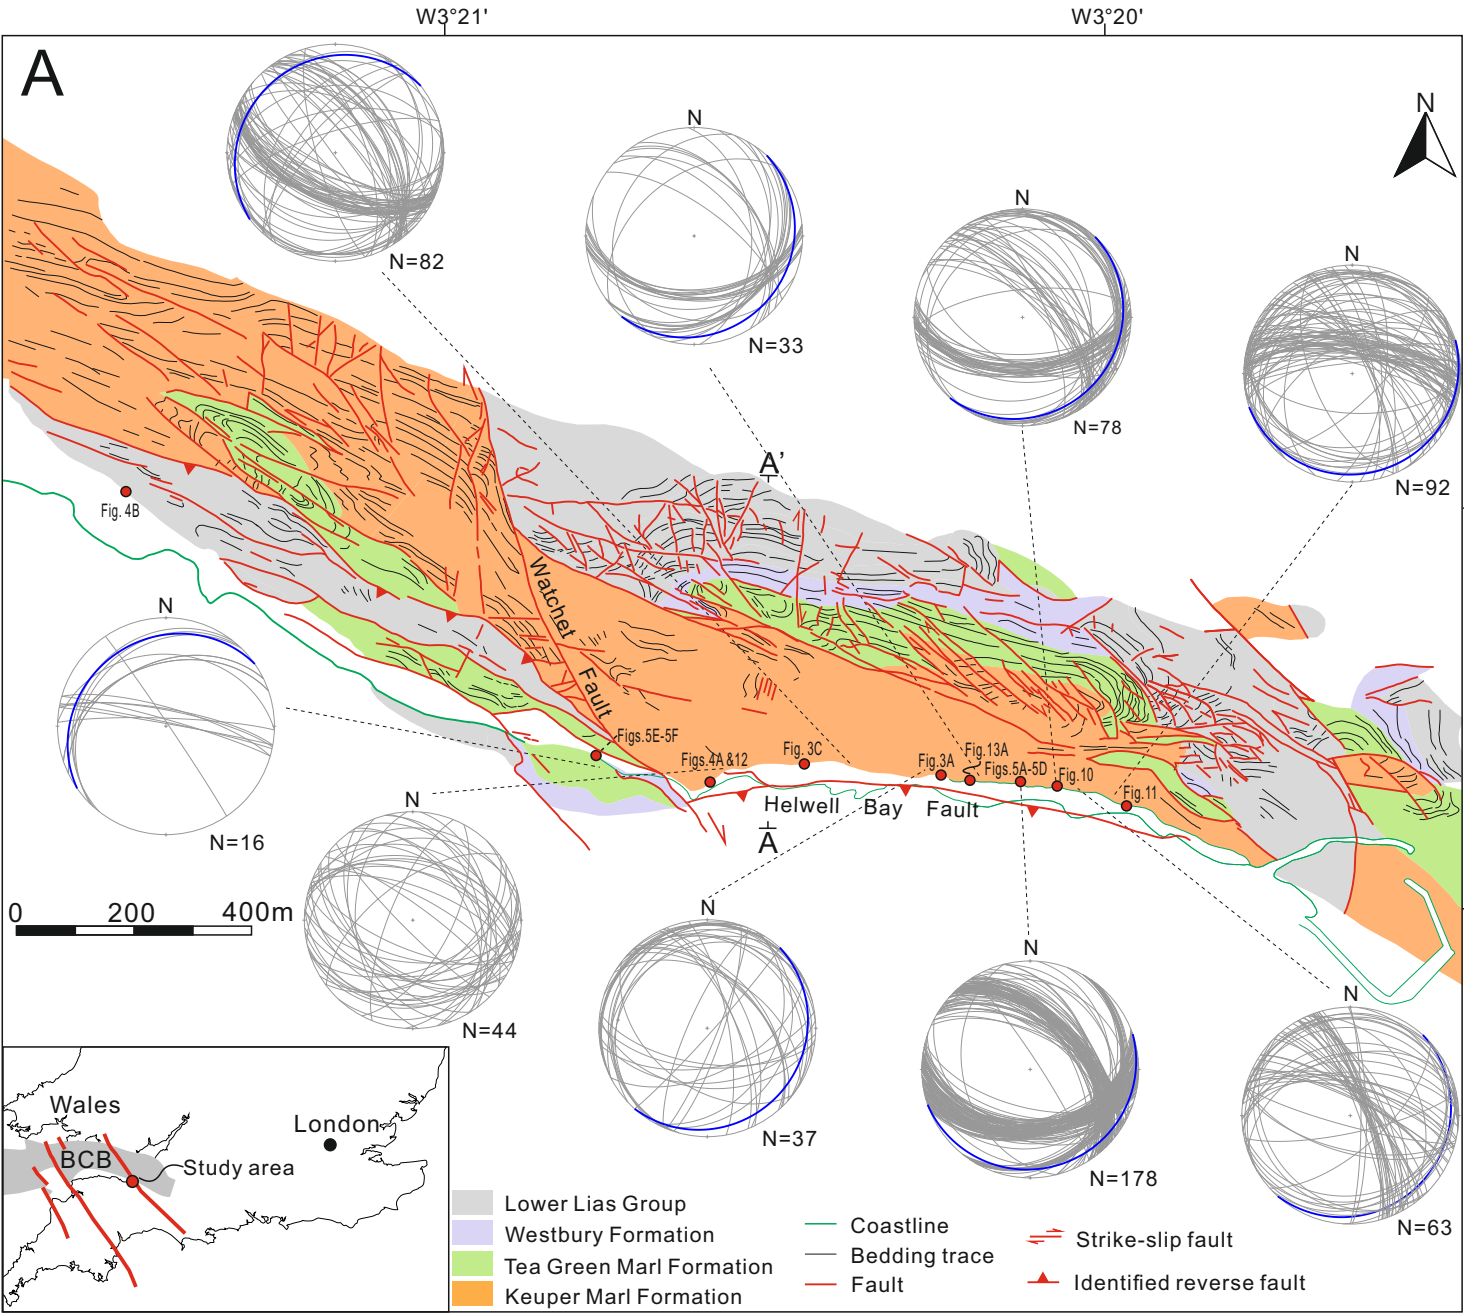 W3°21'
W3°20'
A
N
N=82
N
N=33
N
N=78
N
N=92
A'
Fig. 4B
Watchet
Fault
N
N=16
Figs.5E-5F
Figs.4A &12
Fig. 3C
Fig.3A
Fig.13A
Figs.5A-5D
Fig.10
Fig.11
Helwell Bay Fault
A
N
N=44
0 200 400m
N
N=37
N
N=178
N
N=63
Wales
London
BCB
Study area
Lower Lias Group
Westbury Formation
Tea Green Marl Formation
Keuper Marl Formation
Coastline
Bedding trace
Fault
Strike-slip fault
Identified reverse fault